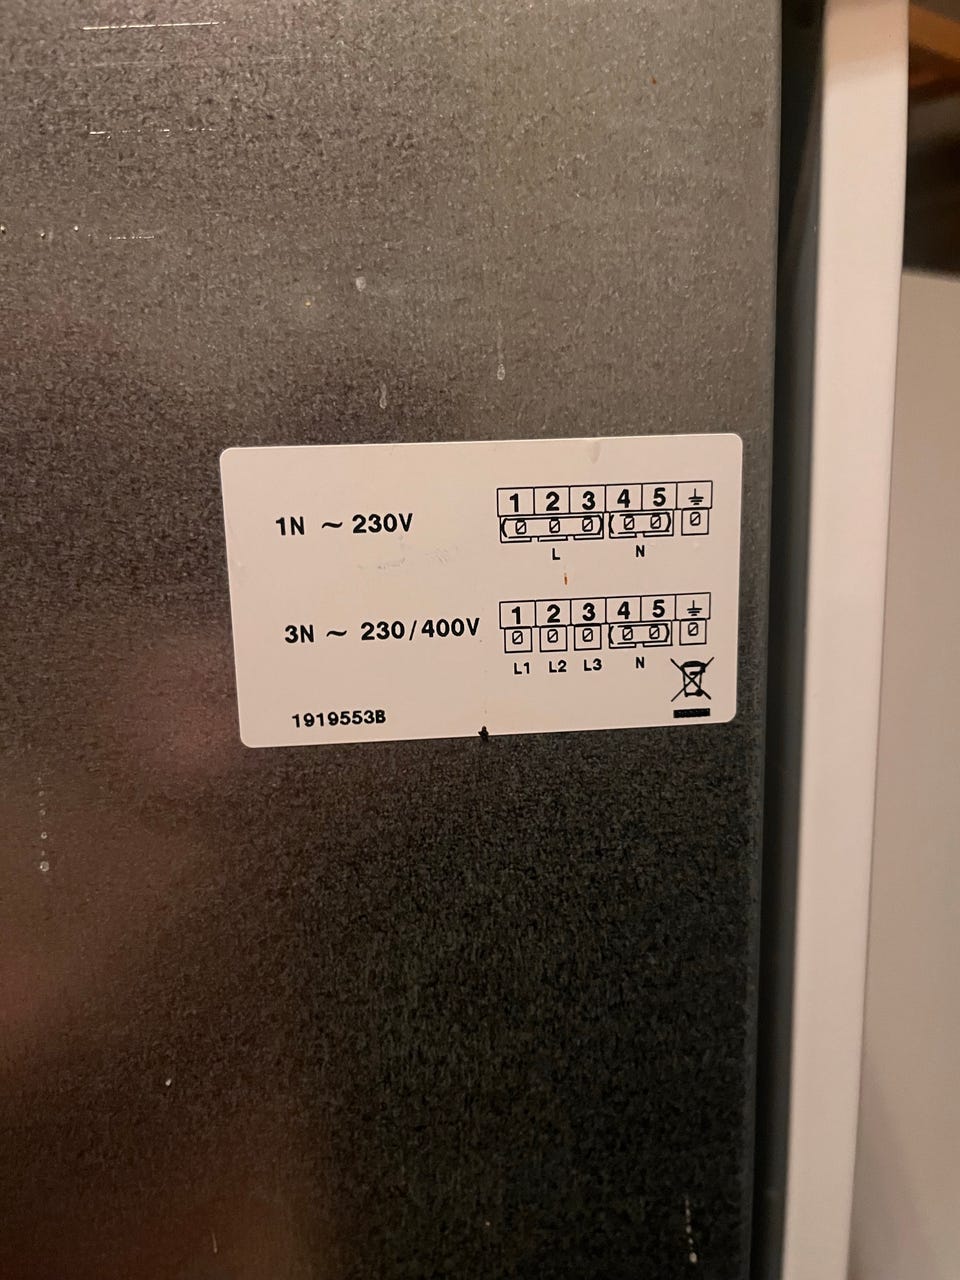 1 2 3 4 5
1N ~ 230V
L N
1 2 3 4 5
3N ~ 230/400V
L1 L2 L3 N
1919553B